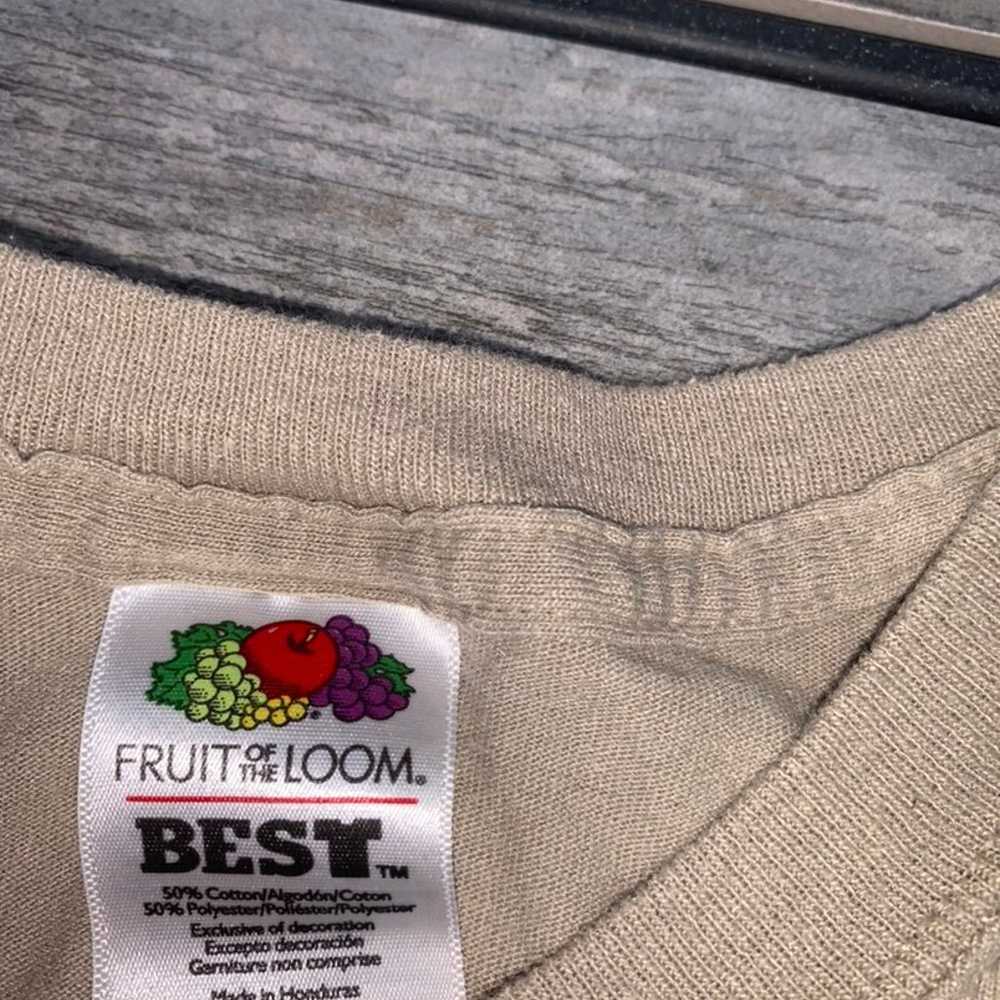 FRUIT OF THE LOOM®
BEST™
50% Cotton/Algodón/Coton
50% Polyester/Poliéster/Polyester
Exclusive of decoration
Excepto decoración
Garniture non comprise
Made in Honduras